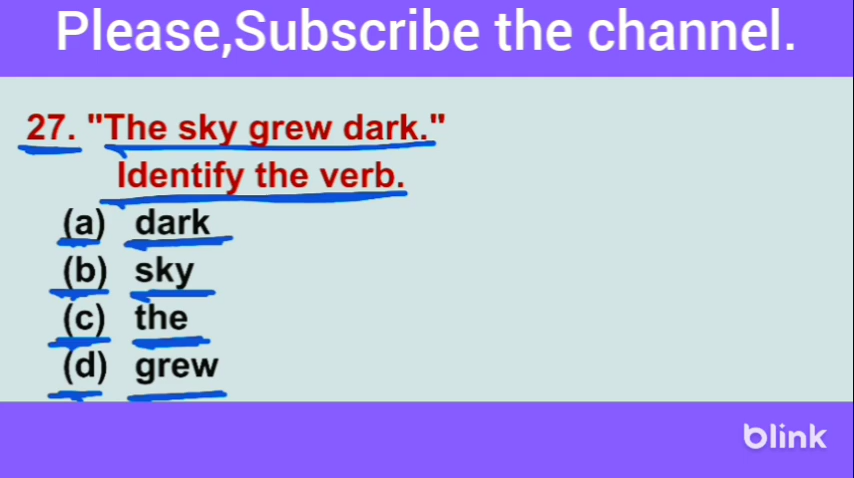 Please,Subscribe the channel.
27. "The sky grew dark."
Identify the verb.
(a) dark
(b) sky
(c) the
(d) grew
blink